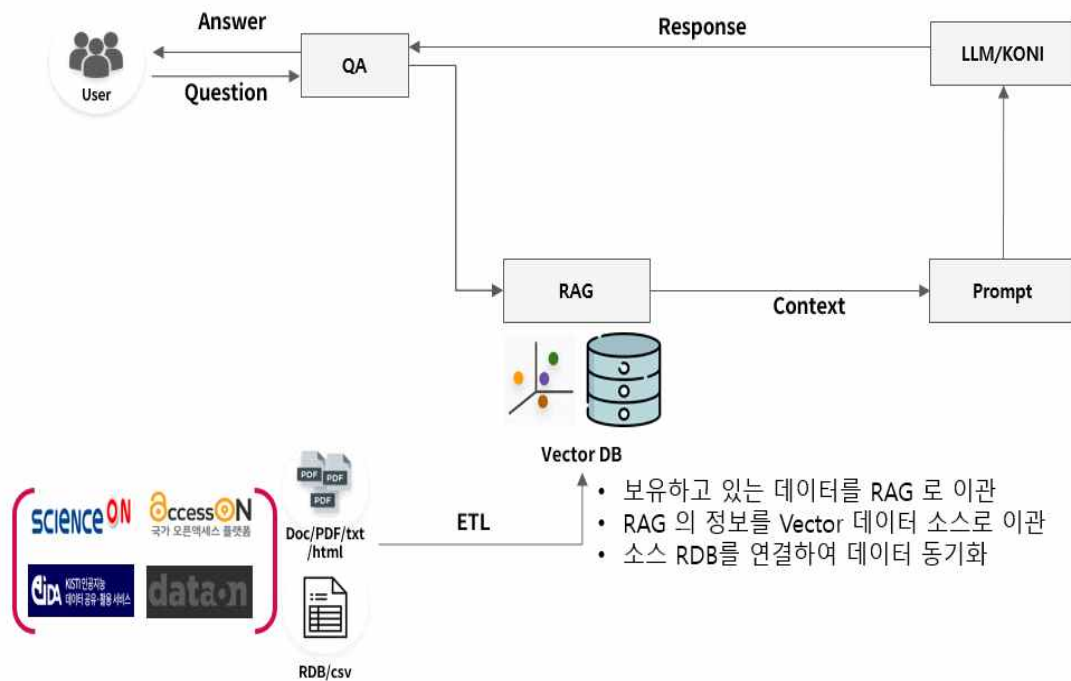 Answer
Response
QA
LLM/KONI
User
Question
RAG
Context
Prompt
Vector DB
PDF
PDF
PDF
SCIENCE ON
accessON
국가 오픈액세스 플랫폼
Doc/PDF/txt
/html
ETL
• 보유하고 있는 데이터를 RAG 로 이관
• RAG 의 정보를 Vector 데이터 소스로 이관
• 소스 RDB를 연결하여 데이터 동기화
AIDA
KISTI 인공지능
데이터 공유·활용 서비스
data·n
RDB/csv